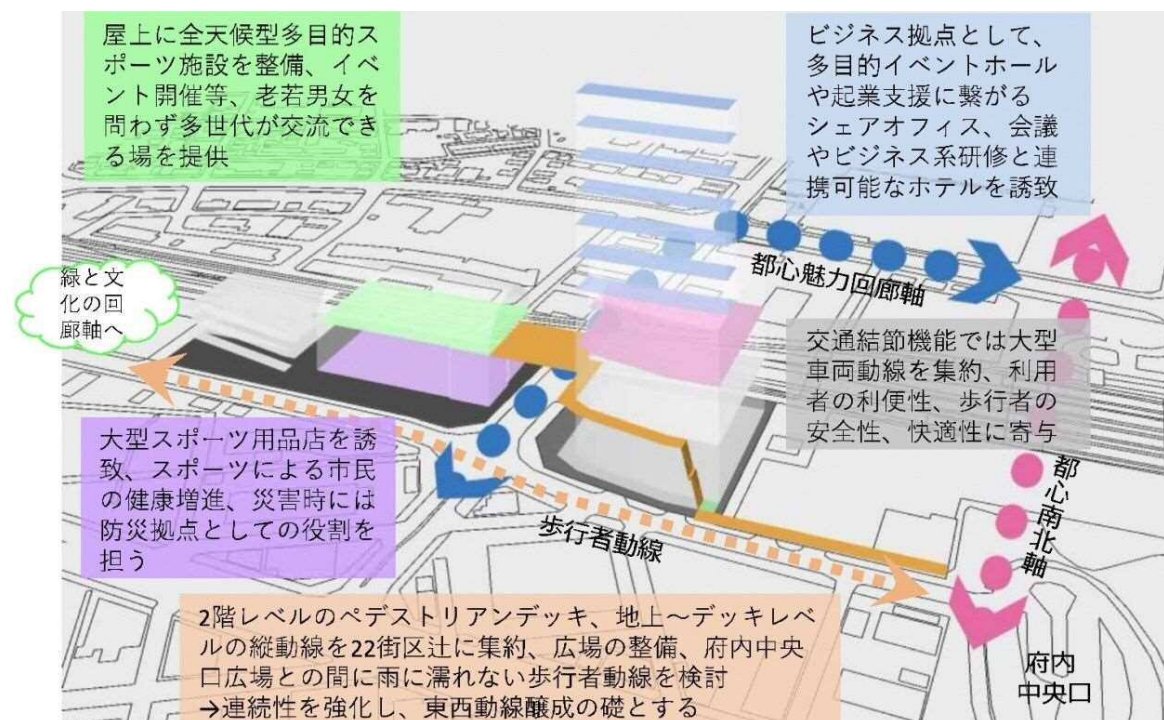 屋上に全天候型多目的ス
ポーツ施設を整備、イベ
ント開催等、老若男女を
問わず多世代が交流でき
る場を提供
ビジネス拠点として、
多目的イベントホール
や起業支援に繋がる
シェアオフィス、会議
やビジネス系研修と連
携可能なホテルを誘致
都心魅力回廊軸
緑と文
化の回
廊軸へ
交通結節機能では大型
車両動線を集約、利用
者の利便性、歩行者の
安全性、快適性に寄与
大型スポーツ用品店を誘
致、スポーツによる市民
の健康増進、災害時には
防災拠点としての役割を
担う
歩行者動線
都心南北軸
2階レベルのペデストリアンデッキ、地上～デッキレベ
ルの縦動線を22街区辻に集約、広場の整備、府内中央
口広場との間に雨に濡れない歩行者動線を検討
→連続性を強化し、東西動線醸成の礎とする
府内
中央口